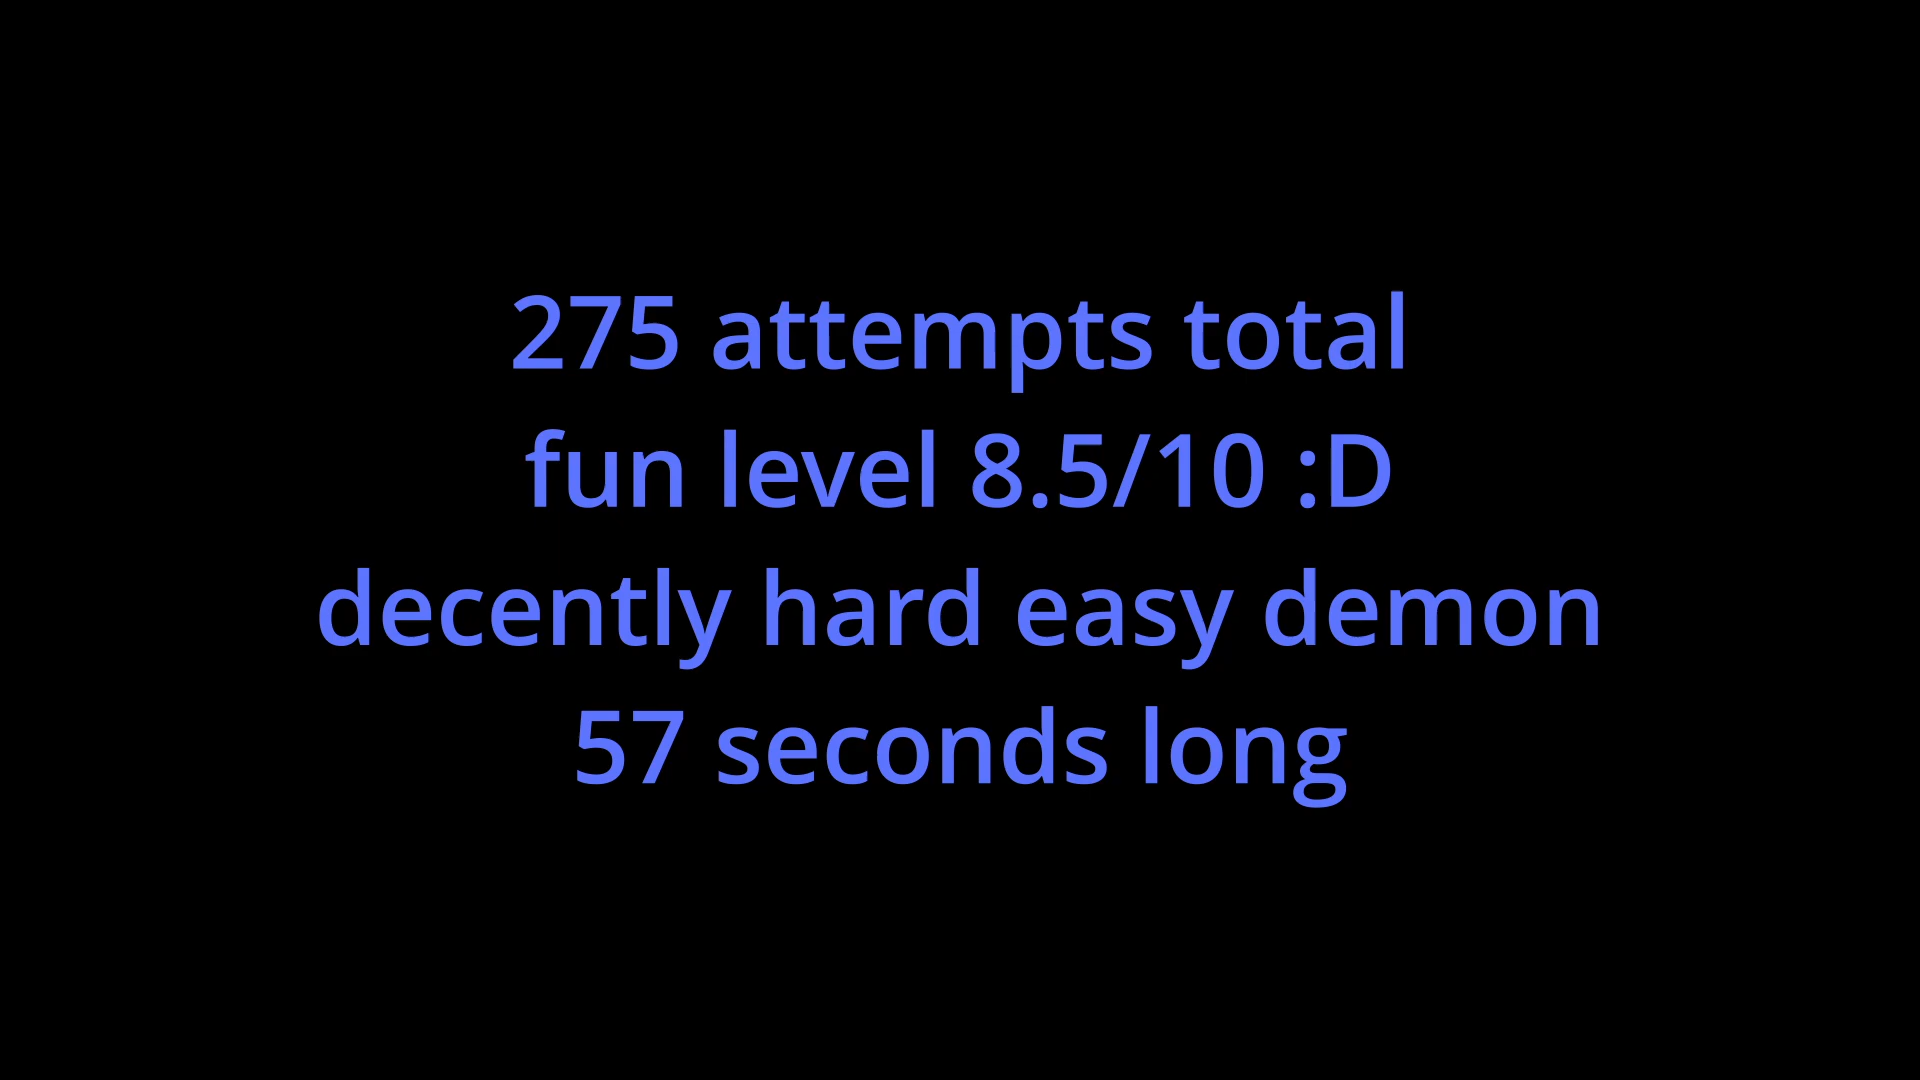 275 attempts total
fun level 8.5/10 :D
decently hard easy demon
57 seconds long